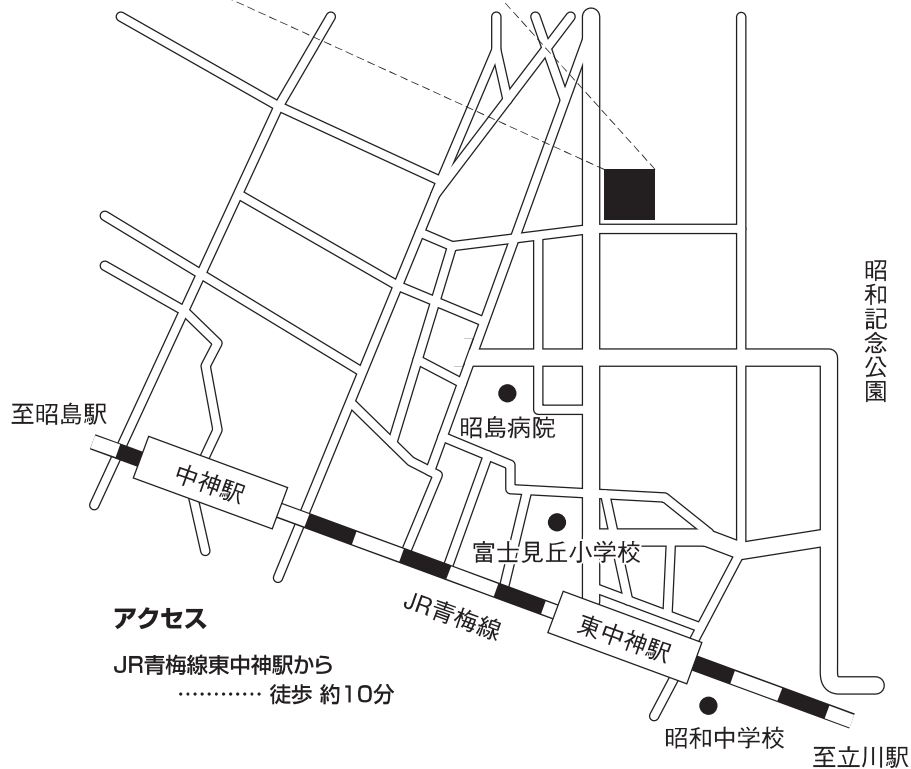 昭和記念公園
至昭島駅
昭島病院
中神駅
富士見丘小学校
JR青梅線
東中神駅
アクセス
JR青梅線東中神駅から
………… 徒歩 約10分
昭和中学校
至立川駅